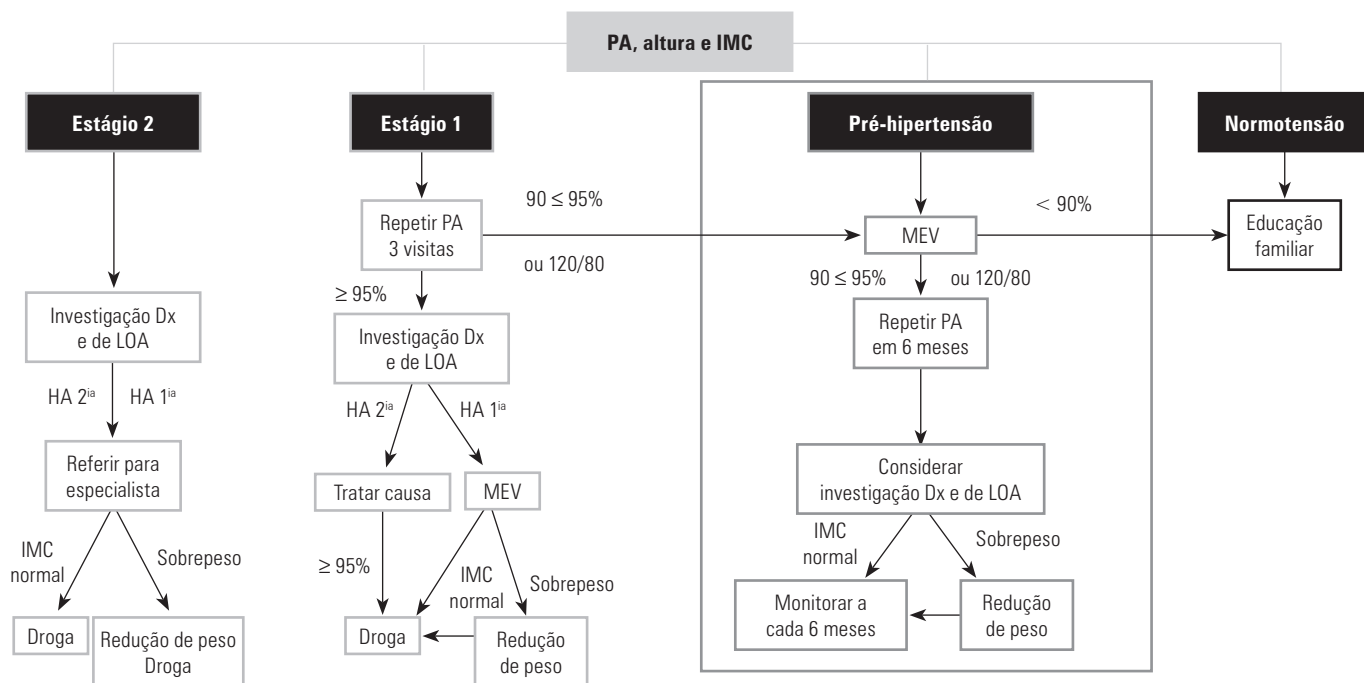 PA, altura e IMC
Estágio 2
Estágio 1
Pré-hipertensão
Normotensão
90 ≤ 95%
ou 120/80
< 90%
Repetir PA
3 visitas
MEV
Educação
familiar
≥ 95%
90 ≤ 95%
ou 120/80
Investigação Dx
e de LOA
Investigação Dx
e de LOA
Repetir PA
em 6 meses
HA 2ia
HA 1ia
HA 2ia
HA 1ia
Referir para
especialista
Tratar causa
MEV
Considerar
investigação Dx e de LOA
IMC
normal
Sobrepeso
≥ 95%
IMC
normal
Sobrepeso
IMC
normal
Sobrepeso
Droga
Redução de peso
Droga
Droga
Redução
de peso
Monitorar a
cada 6 meses
Redução
de peso